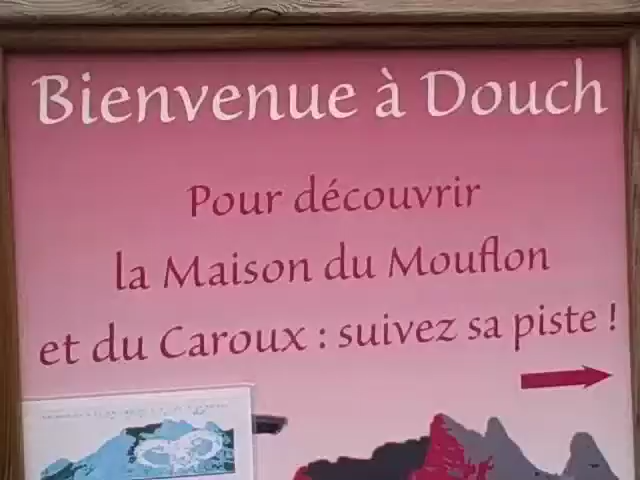 Bienvenue à Douch
Pour découvrir
la Maison du Mouflon
et du Caroux : suivez sa piste !